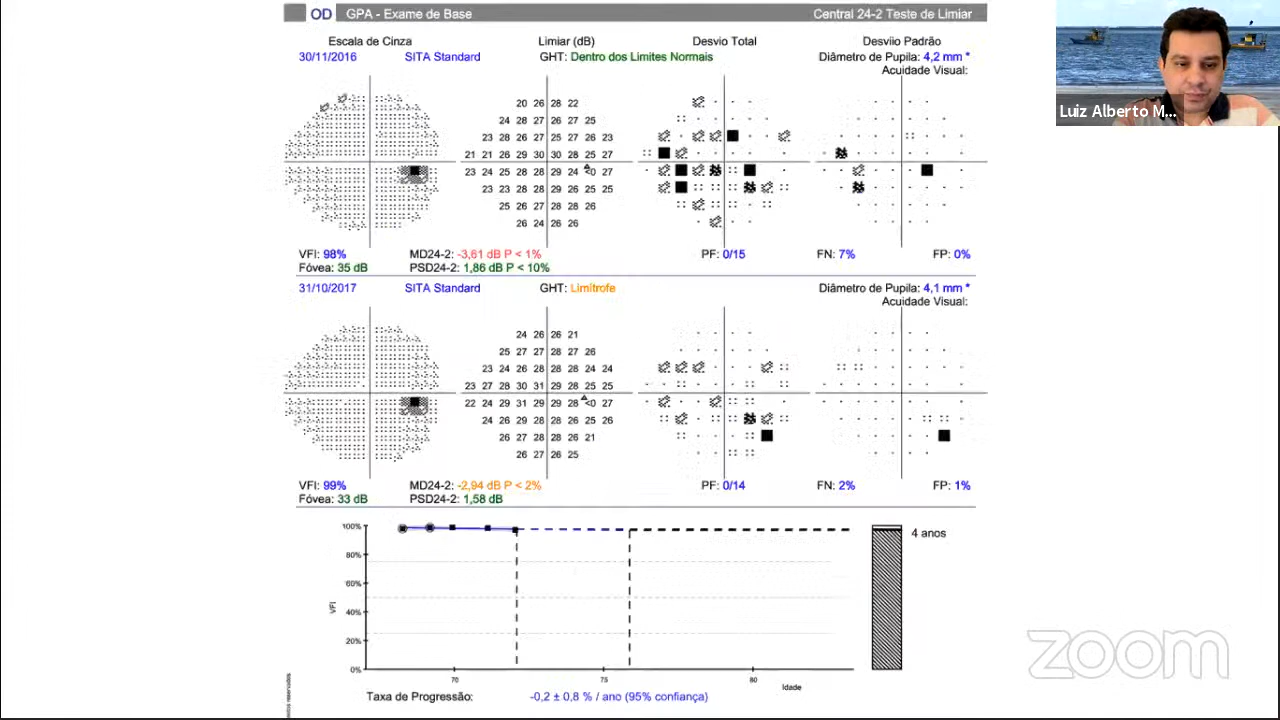 OD GPA - Exame de Base Central 24-2 Teste de Limiar
Escala de Cinza Limiar (dB) Desvio Total Desviio Padrão
30/11/2016 SITA Standard GHT: Dentro dos Limites Normais Diâmetro de Pupila: 4,2 mm *
Acuidade Visual:
Luiz Alberto M...
20 26 28 22
24 28 27 26 27 25
23 28 26 27 25 27 26 23
21 21 26 29 30 30 28 25 27
23 24 25 28 28 29 24 <0 27
23 23 28 28 29 26 25 25
25 26 27 28 28 26
26 24 26 26
VFI: 98% MD24-2: -3,61 dB P < 1% PF: 0/15 FN: 7% FP: 0%
Fóvea: 35 dB PSD24-2: 1,86 dB P < 10%
31/10/2017 SITA Standard GHT: Limítrofe Diâmetro de Pupila: 4,1 mm *
Acuidade Visual:
24 26 26 21
25 27 27 28 27 26
23 24 26 28 28 28 24 24
23 27 28 30 31 29 28 25 25
22 24 29 31 29 29 28 <0 27
24 26 28 29 29 26 25 26
26 27 28 28 26 21
26 27 26 25
VFI: 99% MD24-2: -2,94 dB P < 2% PF: 0/14 FN: 2% FP: 1%
Fóvea: 33 dB PSD24-2: 1,58 dB
100%
4 anos
80%
60%
VFI
40%
20%
0%
70 75 80
Idade
Taxa de Progressão: -0,2 ± 0,8 % / ano (95% confiança)
zoom